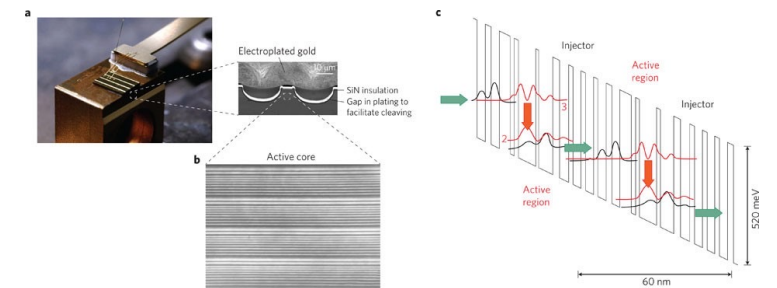 a
Electroplated gold
10 μm
SiN insulation
Gap in plating to
facilitate cleaving
b
Active core
c
Injector
Active
region
Injector
3
2
Active
region
520 meV
60 nm